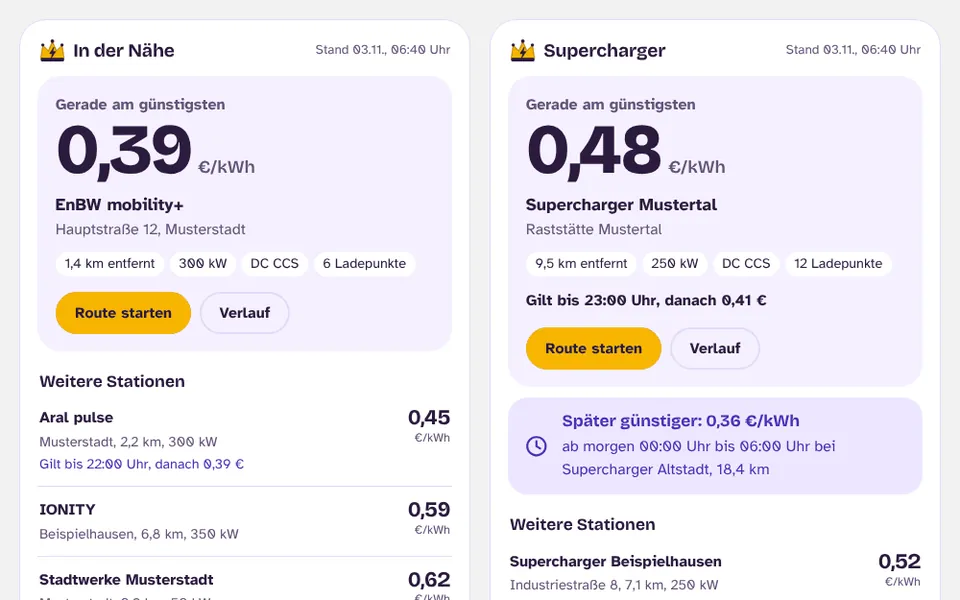 In der Nähe
Stand 03.11., 06:40 Uhr
Gerade am günstigsten
0,39 €/kWh
EnBW mobility+
Hauptstraße 12, Musterstadt
1,4 km entfernt
300 kW
DC CCS
6 Ladepunkte
Route starten
Verlauf
Weitere Stationen
Aral pulse
0,45
Musterstadt, 2,2 km, 300 kW
€/kWh
Gilt bis 22:00 Uhr, danach 0,39 €
IONITY
0,59
Beispielhausen, 6,8 km, 350 kW
€/kWh
Stadtwerke Musterstadt
0,62
€/kWh
Supercharger
Stand 03.11., 06:40 Uhr
Gerade am günstigsten
0,48 €/kWh
Supercharger Mustertal
Raststätte Mustertal
9,5 km entfernt
250 kW
DC CCS
12 Ladepunkte
Gilt bis 23:00 Uhr, danach 0,41 €
Route starten
Verlauf
Später günstiger: 0,36 €/kWh
ab morgen 00:00 Uhr bis 06:00 Uhr bei
Supercharger Altstadt, 18,4 km
Weitere Stationen
Supercharger Beispielhausen
0,52
Industriestraße 8, 7,1 km, 250 kW
€/kWh